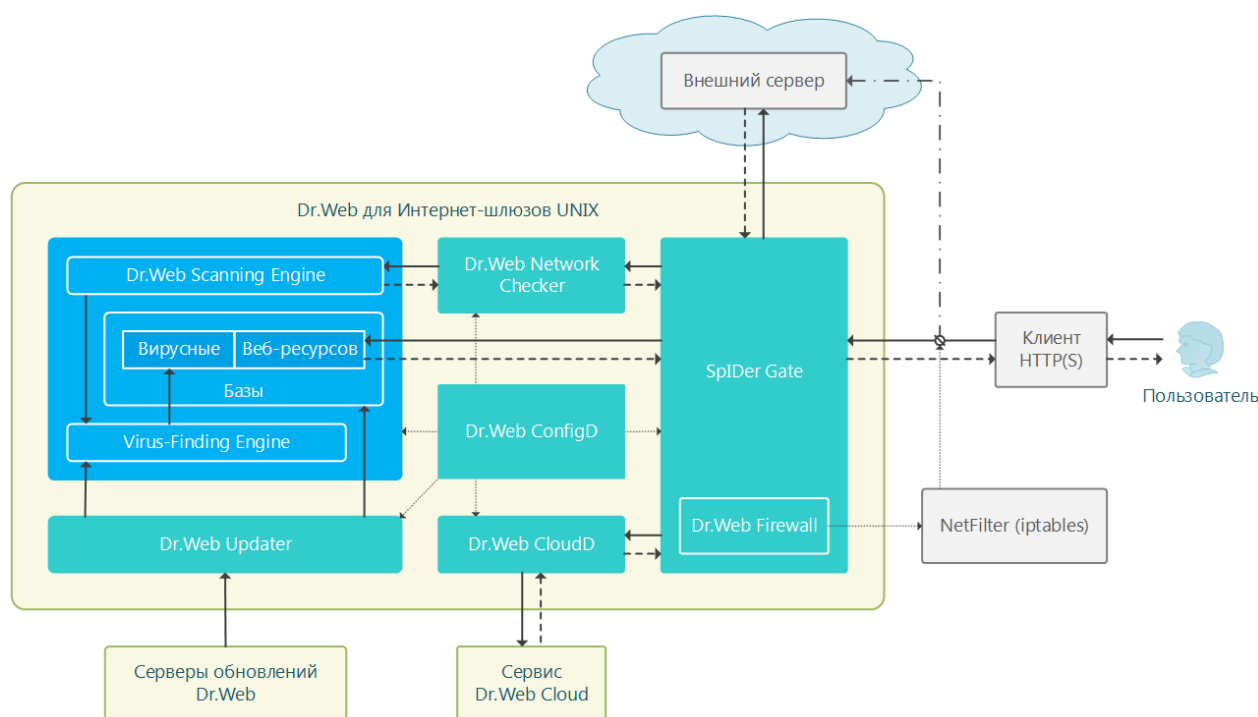 Внешний сервер
Dr.Web для Интернет-шлюзов UNIX
Dr.Web Scanning Engine
Dr.Web Network
Checker
Вирусные
Веб-ресурсов
Базы
Virus-Finding Engine
Dr.Web ConfigD
SpIDer Gate
Клиент
HTTP(S)
Пользователь
Dr.Web Updater
Dr.Web CloudD
Dr.Web Firewall
NetFilter (iptables)
Серверы обновлений
Dr.Web
Сервис
Dr.Web Cloud